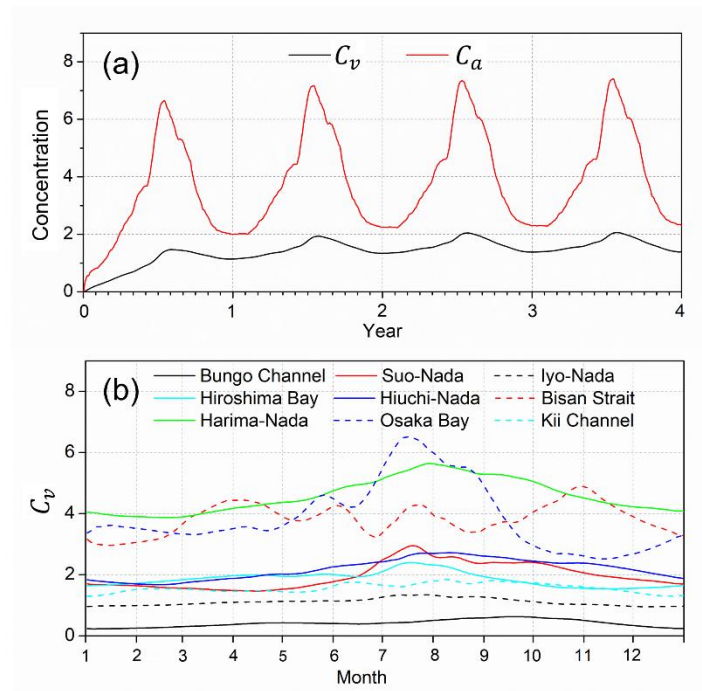 (a)
C_v C_a
8
6
4
2
0
Concentration
0 1 2 3 4
Year
(b)
Bungo Channel Suo-Nada Iyo-Nada
Hiroshima Bay Hiuchi-Nada Bisan Strait
Harima-Nada Osaka Bay Kii Channel
8
6
4
2
0
C_v
1 2 3 4 5 6 7 8 9 10 11 12
Month